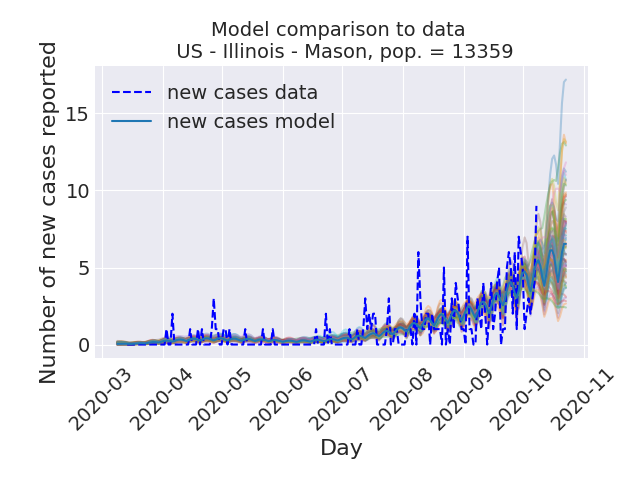 Model comparison to data
US - Illinois - Mason, pop. = 13359
Number of new cases reported
new cases data
new cases model
15
10
5
0
2020-03
2020-04
2020-05
2020-06
2020-07
2020-08
2020-09
2020-10
2020-11
Day